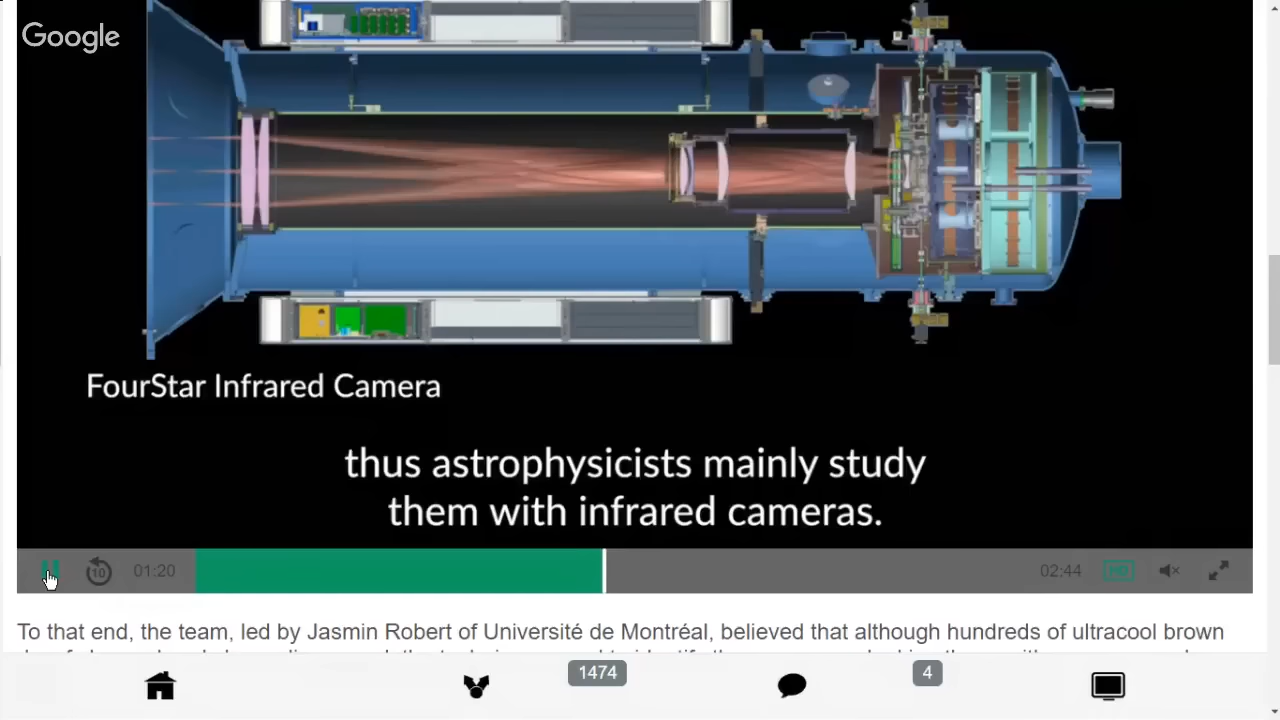 Google
FourStar Infrared Camera
thus astrophysicists mainly study
them with infrared cameras.
10
01:20
02:44
HD
To that end, the team, led by Jasmin Robert of Université de Montréal, believed that although hundreds of ultracool brown
1474
4